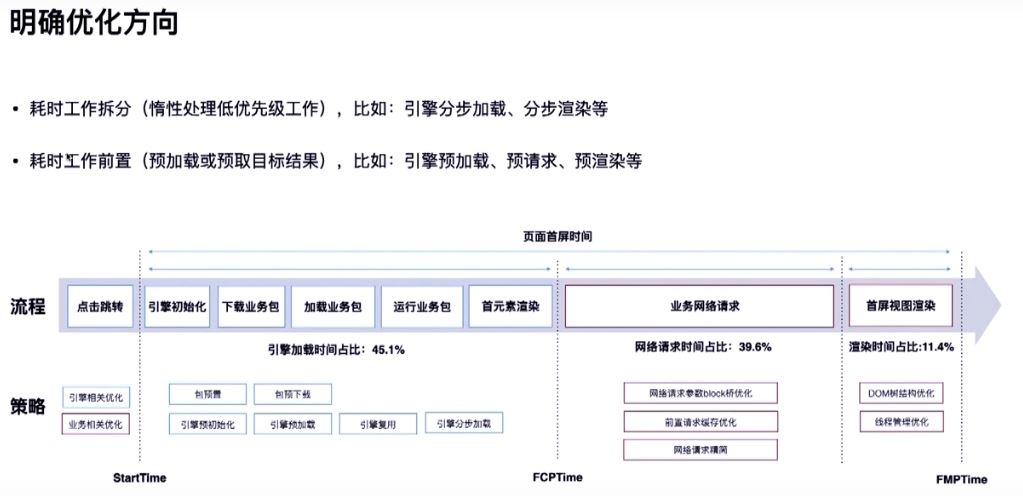 明确优化方向
• 耗时工作拆分（惰性处理低优先级工作），比如：引擎分步加载、分步渲染等
• 耗时工作前置（预加载或预取目标结果），比如：引擎预加载、预请求、预渲染等
页面首屏时间
流程
点击跳转
引擎初始化
下载业务包
加载业务包
运行业务包
首元素渲染
业务网络请求
首屏视图渲染
引擎加载时间占比：45.1%
网络请求时间占比：39.6%
渲染时间占比:11.4%
策略
引擎相关优化
业务相关优化
包预置
包预下载
引擎预初始化
引擎预加载
引擎复用
引擎分步加载
网络请求参数block桥优化
前置请求缓存优化
网络请求精简
DOM树结构优化
线程管理优化
StartTime
FCPTime
FMPTime